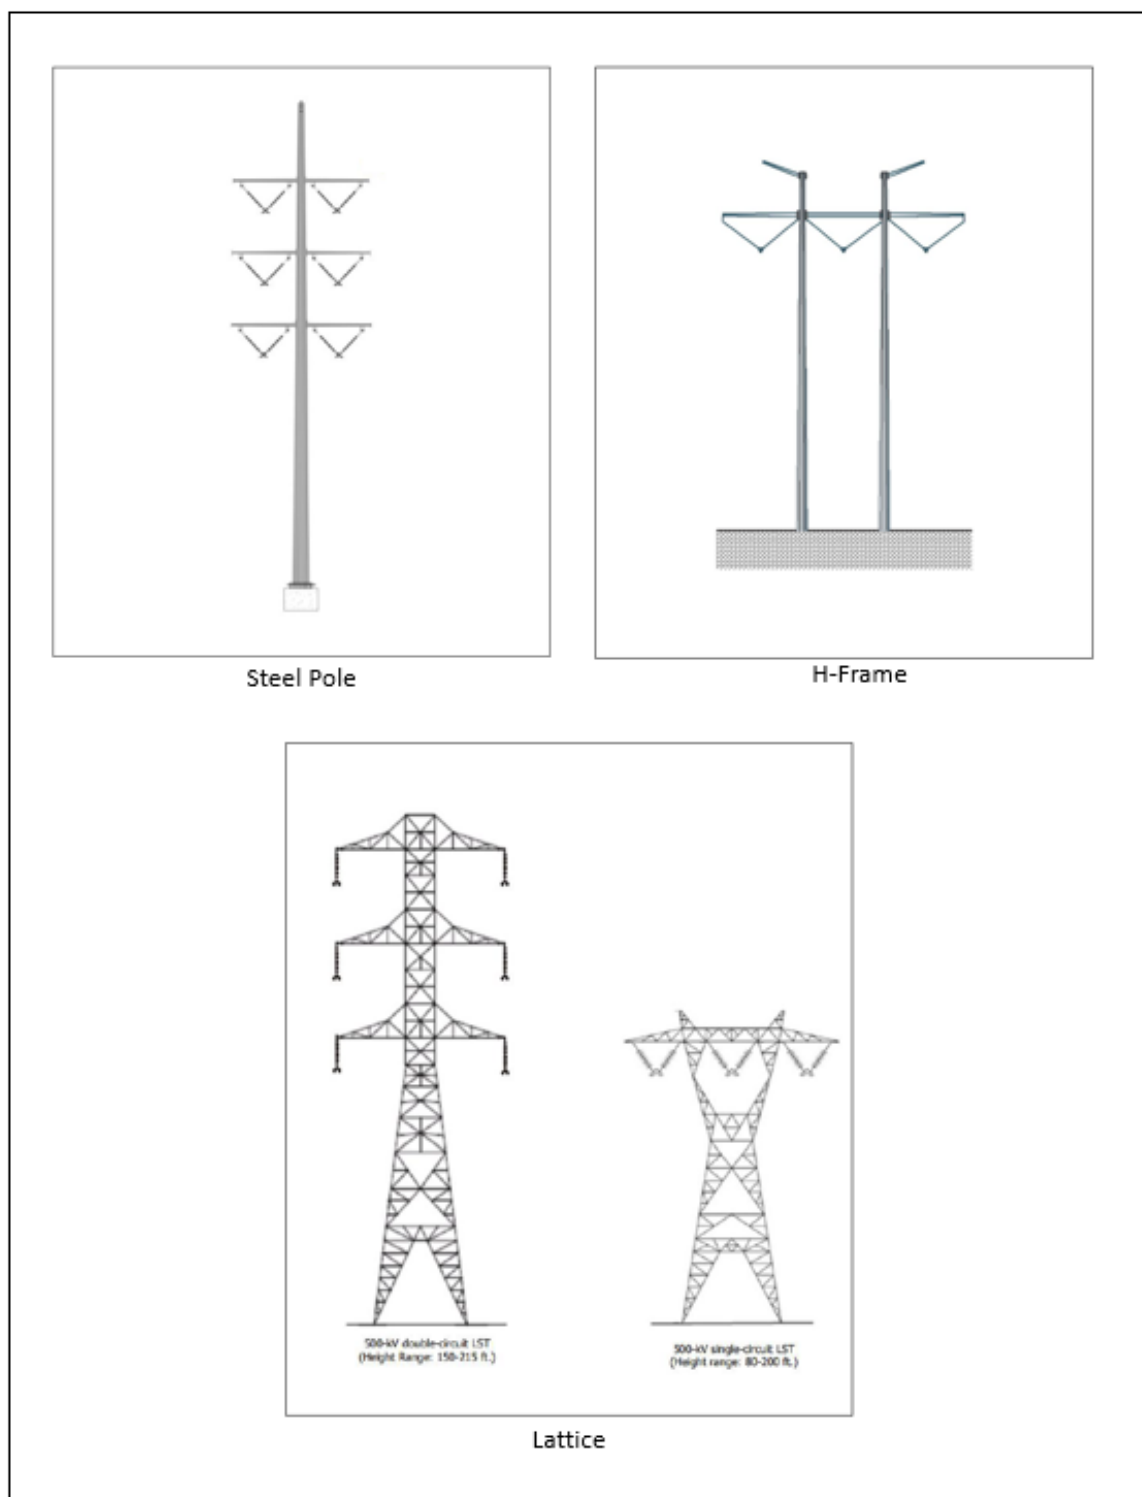 Steel Pole
H-Frame
500-kV double-circuit LST
(Height Range: 150-215 ft.)
500-kV single-circuit LST
(Height range: 80-200 ft.)
Lattice